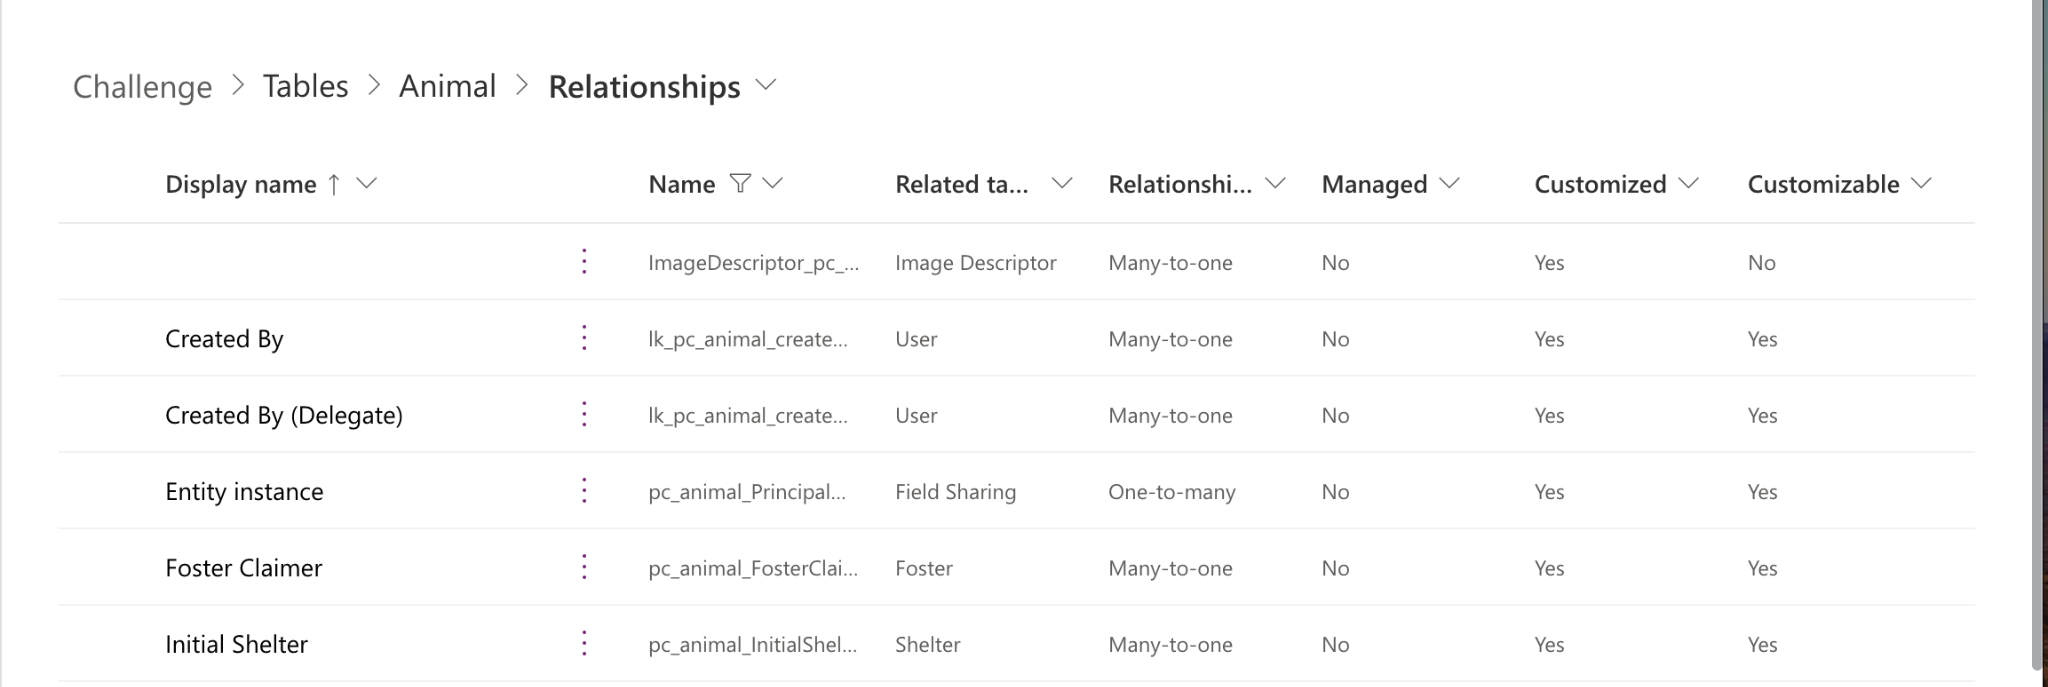 Challenge > Tables > Animal > Relationships
Display name ↑ Name Related ta... Relationshi... Managed Customized Customizable
ImageDescriptor_pc_... Image Descriptor Many-to-one No Yes No
Created By lk_pc_animal_create... User Many-to-one No Yes Yes
Created By (Delegate) lk_pc_animal_create... User Many-to-one No Yes Yes
Entity instance pc_animal_Principal... Field Sharing One-to-many No Yes Yes
Foster Claimer pc_animal_FosterClai... Foster Many-to-one No Yes Yes
Initial Shelter pc_animal_InitialShel... Shelter Many-to-one No Yes Yes